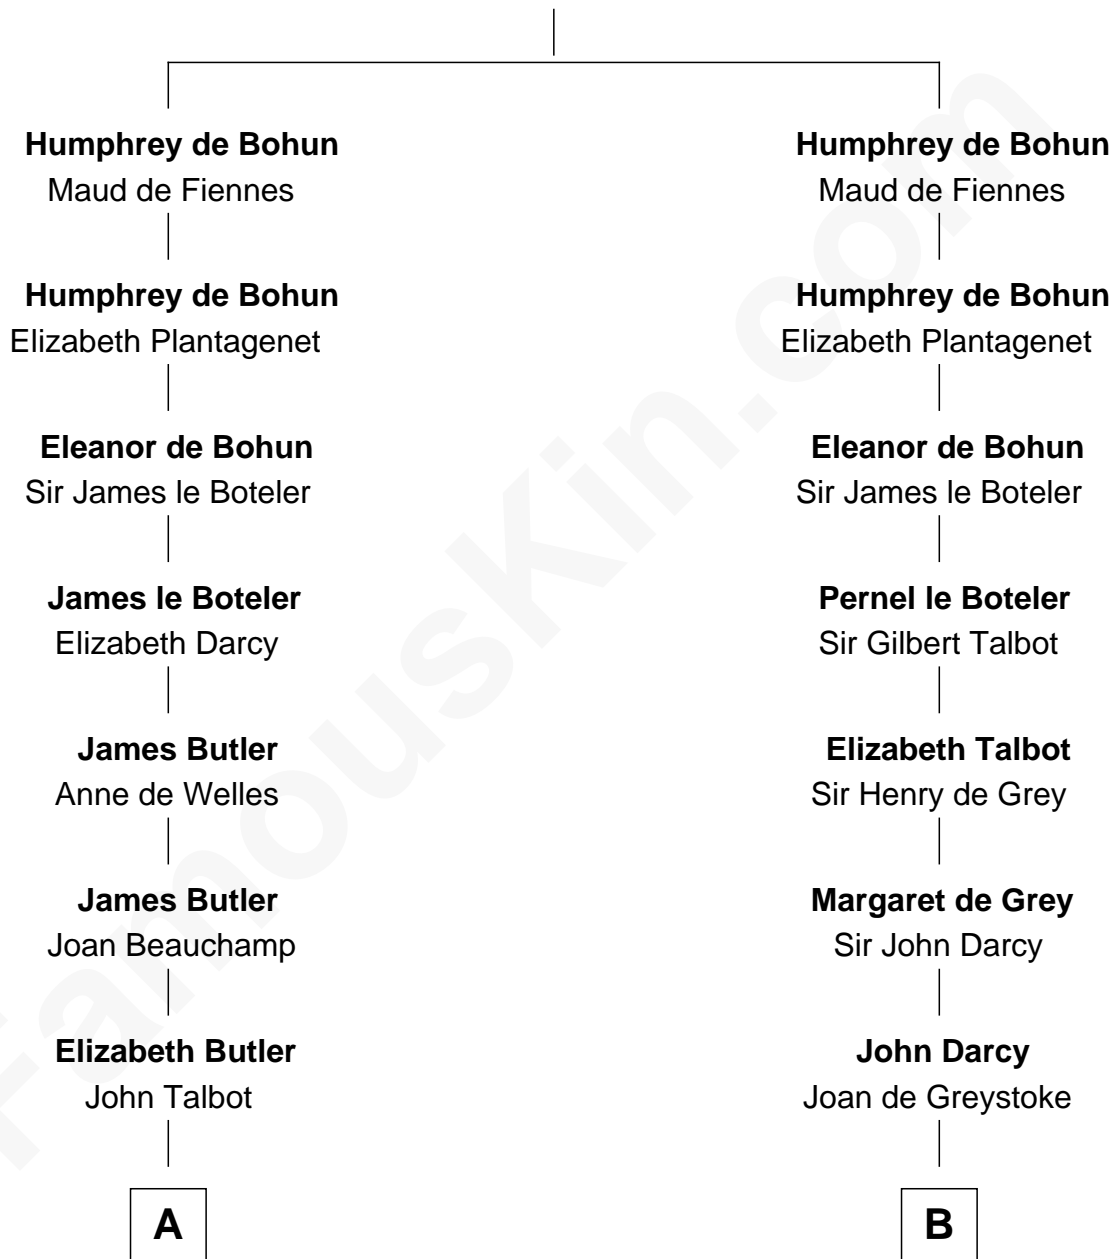 Humphrey de Bohun
Maud de Fiennes
Humphrey de Bohun
Elizabeth Plantagenet
Eleanor de Bohun
Sir James le Boteler
James le Boteler
Elizabeth Darcy
James Butler
Anne de Welles
James Butler
Joan Beauchamp
Elizabeth Butler
John Talbot
A
Humphrey de Bohun
Maud de Fiennes
Humphrey de Bohun
Elizabeth Plantagenet
Eleanor de Bohun
Sir James le Boteler
Pernel le Boteler
Sir Gilbert Talbot
Elizabeth Talbot
Sir Henry de Grey
Margaret de Grey
Sir John Darcy
John Darcy
Joan de Greystoke
B
FamousKin.com